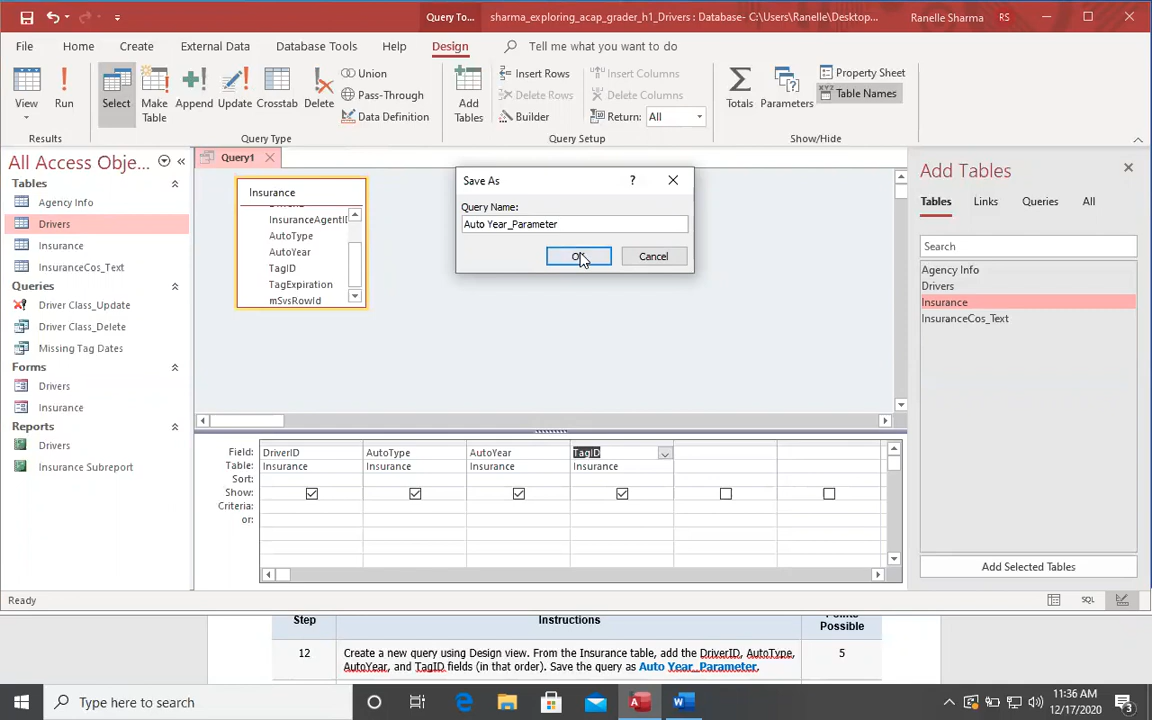 Query To...
sharma_exploring_acap_grader_h1_Drivers : Database- C:\Users\Ranelle\Desktop...
Ranelle Sharma
RS
File
Home
Create
External Data
Database Tools
Help
Design
Tell me what you want to do
View
Run
Results
Select
Make Table
Append
Update
Crosstab
Delete
Union
Pass-Through
Data Definition
Query Type
Add Tables
Insert Rows
Delete Rows
Builder
Insert Columns
Delete Columns
Return: All
Query Setup
Totals
Parameters
Property Sheet
Table Names
Show/Hide
All Access Obje...
Tables
Agency Info
Drivers
Insurance
InsuranceCos_Text
Queries
Driver Class_Update
Driver Class_Delete
Missing Tag Dates
Forms
Drivers
Insurance
Reports
Drivers
Insurance Subreport
Query1
Insurance
AutoType
AutoYear
TagID
TagExpiration
mSysRowId
Save As
?
Query Name:
Auto Year_Parameter
Cancel
Field: DriverID AutoType AutoYear TagID
Table: Insurance Insurance Insurance Insurance
Sort:
Show:
Criteria:
or:
Add Tables
Tables Links Queries All
Search
Agency Info
Drivers
Insurance
InsuranceCos_Text
Add Selected Tables
Ready
SQL
Step Instructions Points
Possible
12 Create a new query using Design view. From the Insurance table, add the DriverID, AutoType, 5
AutoYear, and TagID fields (in that order). Save the query as Auto Year_Parameter.
Type here to search
11:36 AM
12/17/2020
3